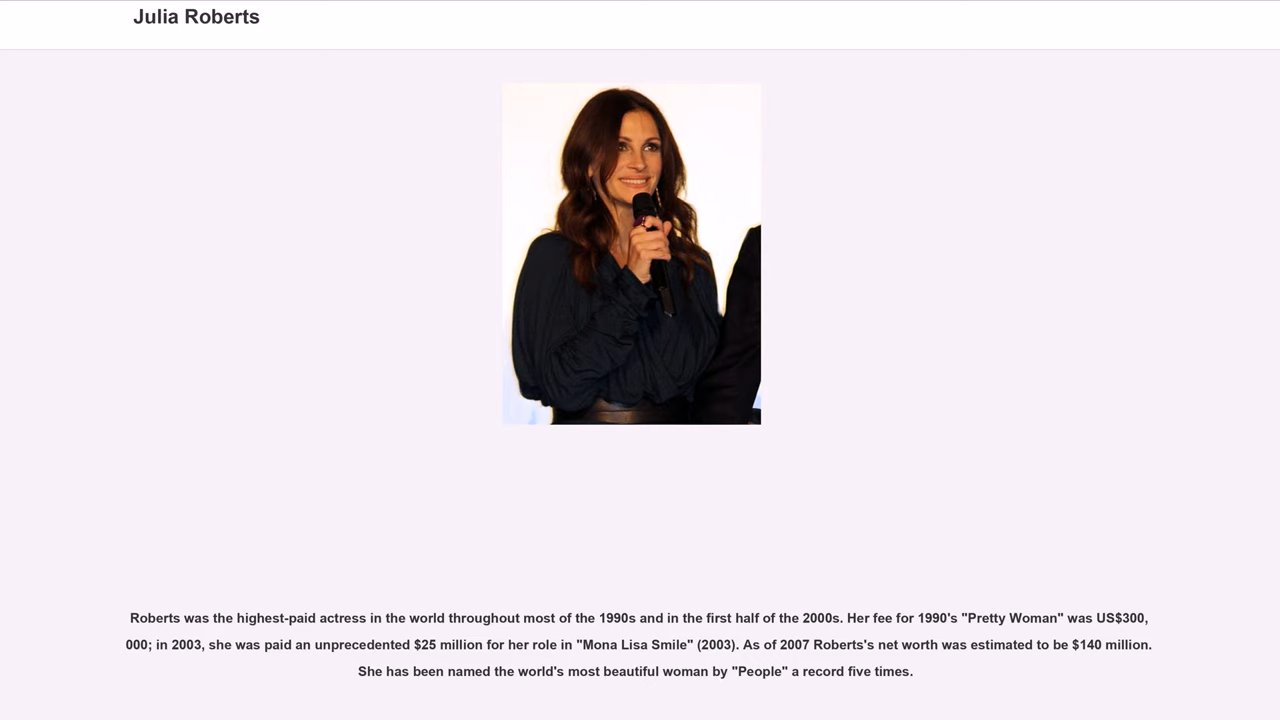 Julia Roberts
Roberts was the highest-paid actress in the world throughout most of the 1990s and in the first half of the 2000s. Her fee for 1990's "Pretty Woman" was US$300,
000; in 2003, she was paid an unprecedented $25 million for her role in "Mona Lisa Smile" (2003). As of 2007 Roberts's net worth was estimated to be $140 million.
She has been named the world's most beautiful woman by "People" a record five times.